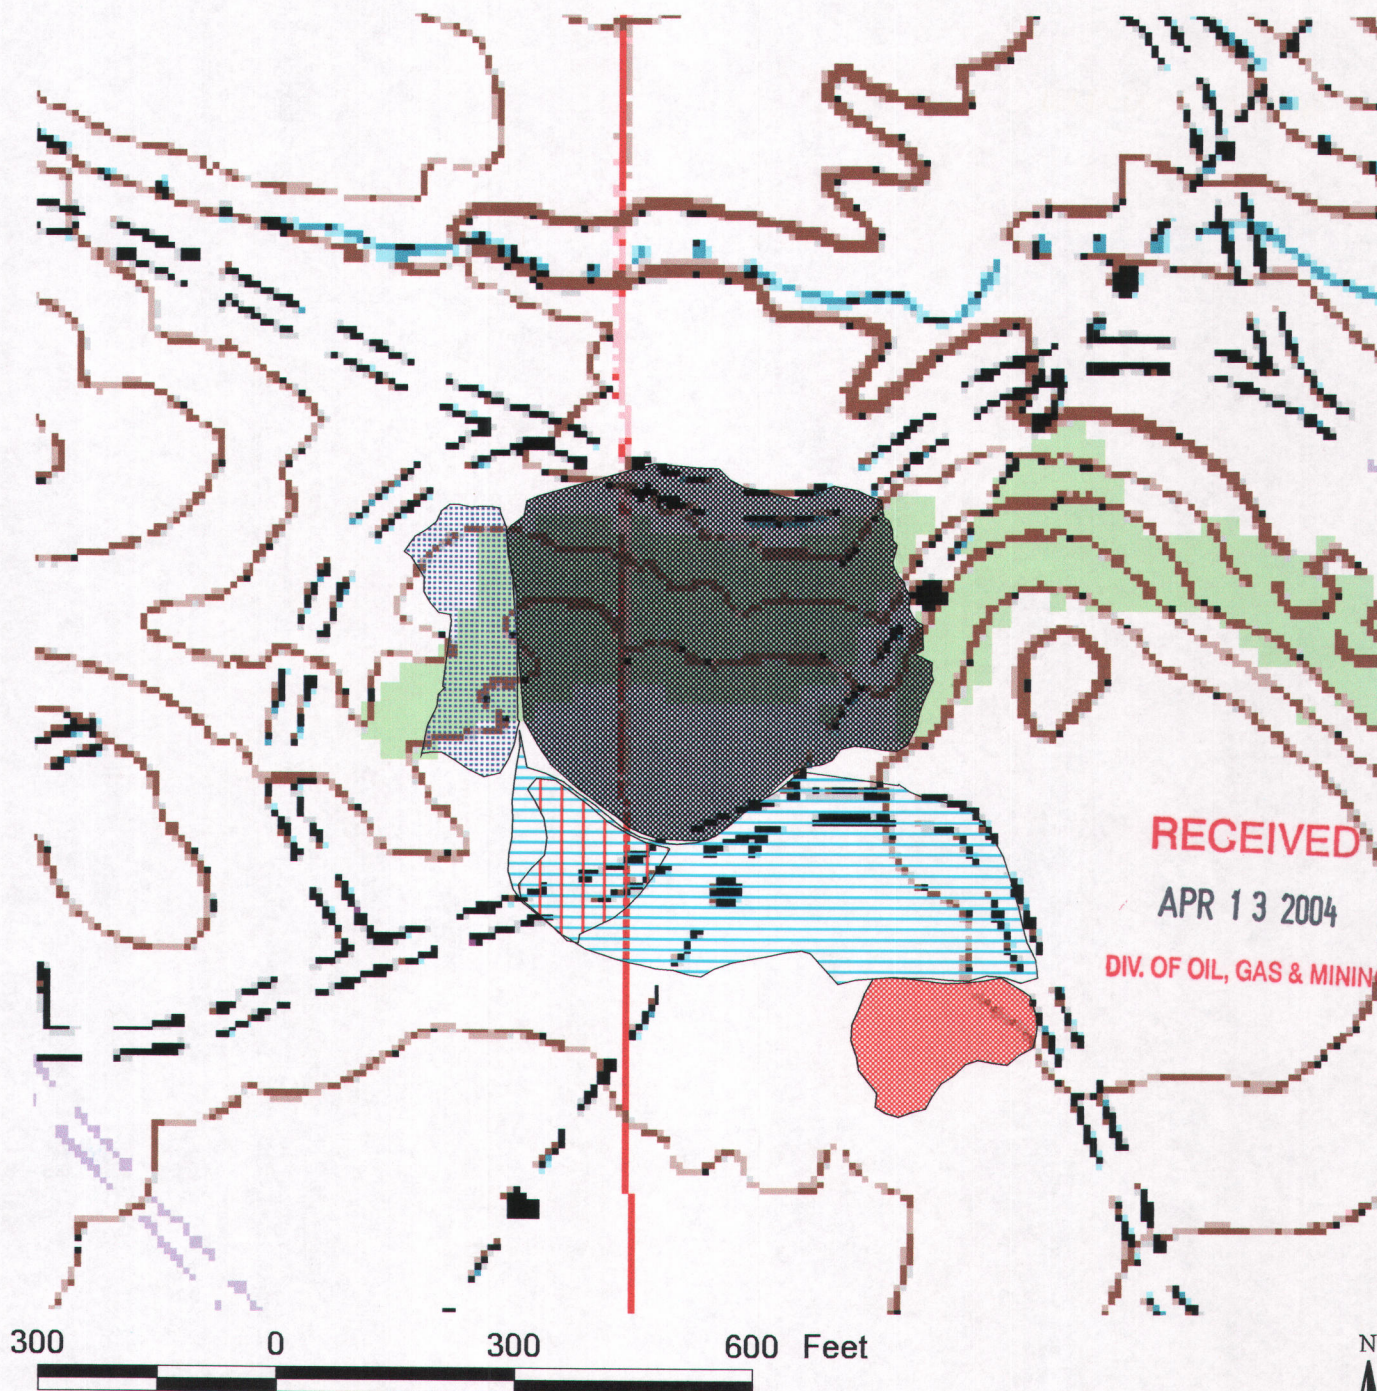 RECEIVED
APR 13 2004
DIV. OF OIL, GAS & MININ
300 0 300 600 Feet
N